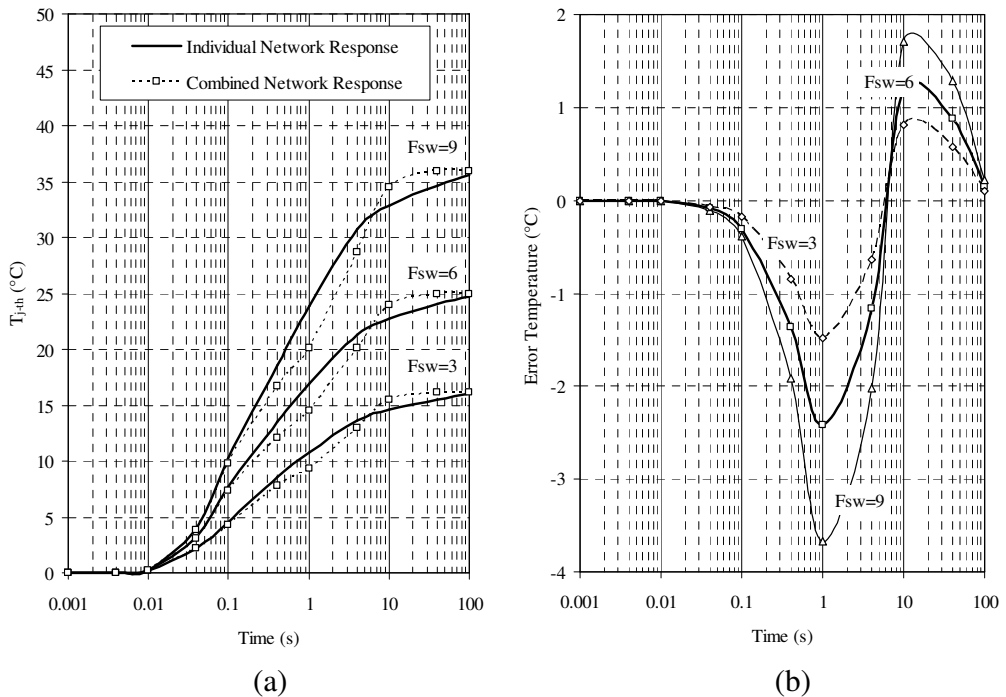 50
45
40
35
30
25
20
15
10
5
0
T_{j-th} (°C)
Individual Network Response
Combined Network Response
Fsw=9
Fsw=6
Fsw=3
0.001 0.01 0.1 1 10 100
Time (s)
(a)
2
1
0
-1
-2
-3
-4
Error Temperature (°C)
Fsw=6
Fsw=3
Fsw=9
0.001 0.01 0.1 1 10 100
Time (s)
(b)